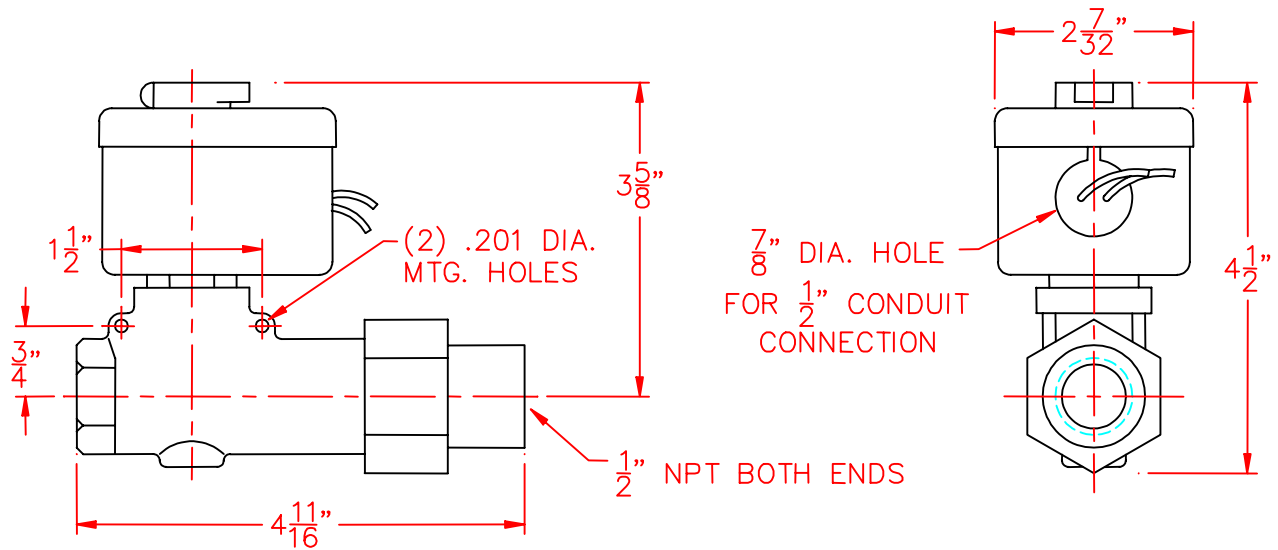 2 7/32"
3 5/8"
1 1/2"
(2) .201 DIA.
MTG. HOLES
7/8" DIA. HOLE
FOR 1/2" CONDUIT
CONNECTION
4 1/2"
3/4"
1/2" NPT BOTH ENDS
4 11/16"